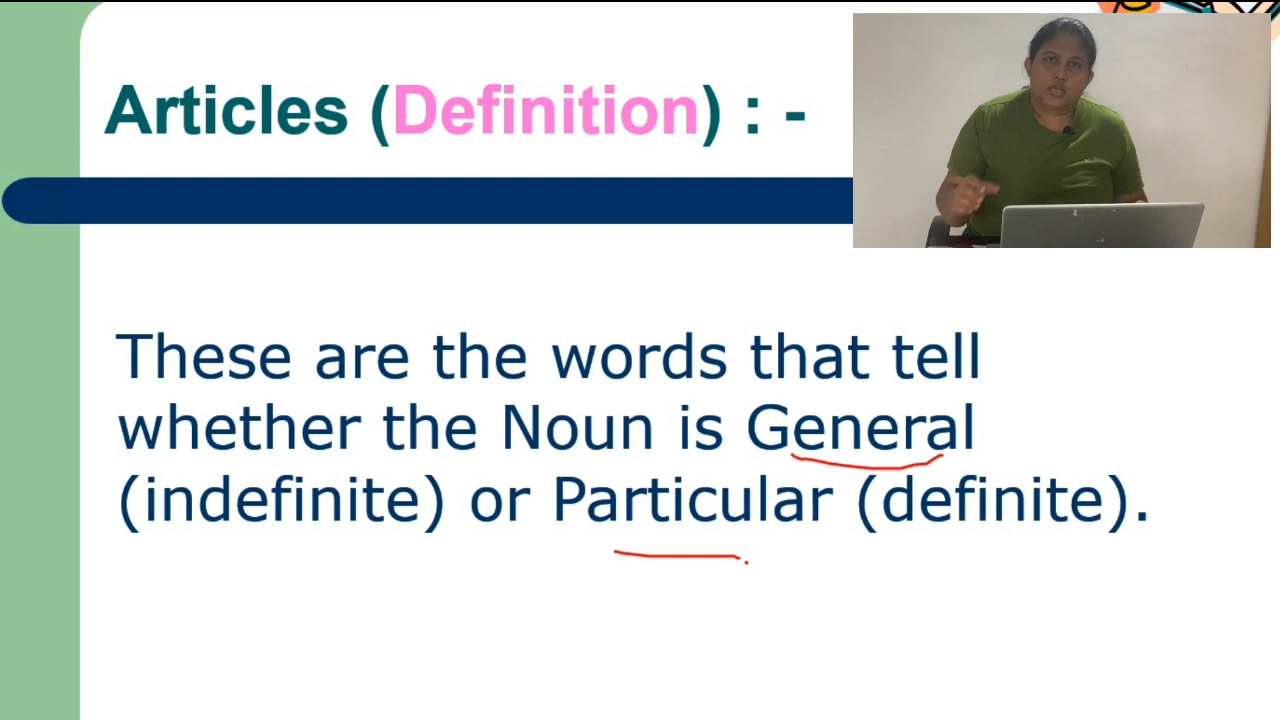 Articles (Definition) : -
These are the words that tell
whether the Noun is General
(indefinite) or Particular (definite).